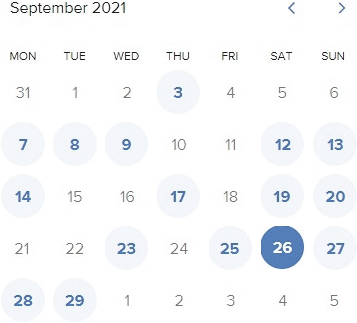 September 2021
MON TUE WED THU FRI SAT SUN
31 1 2 3 4 5 6
7 8 9 10 11 12 13
14 15 16 17 18 19 20
21 22 23 24 25 26 27
28 29 1 2 3 4 5